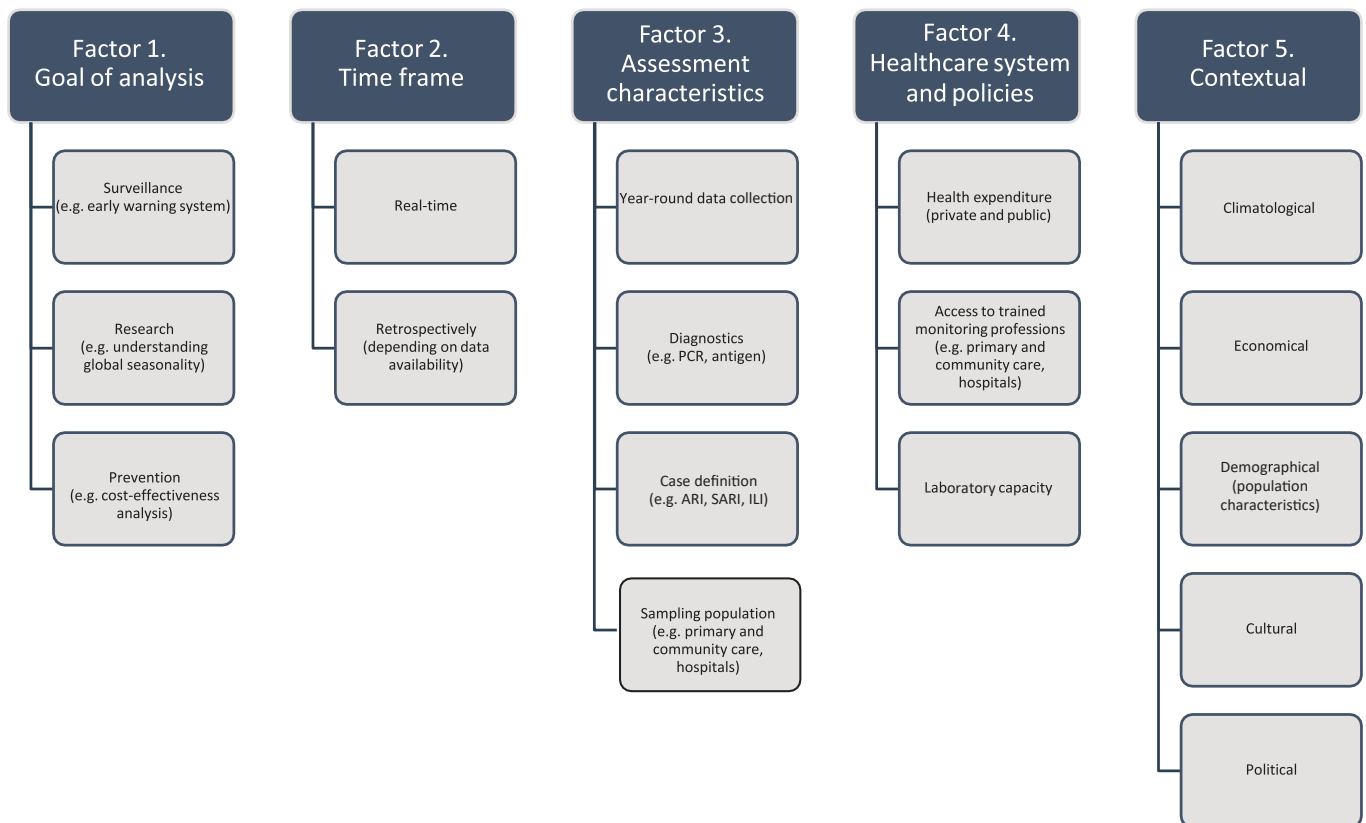 Factor 1.
Goal of analysis
Surveillance
(e.g. early warning system)
Research
(e.g. understanding
global seasonality)
Prevention
(e.g. cost-effectiveness
analysis)
Factor 2.
Time frame
Real-time
Retrospectively
(depending on data
availability)
Factor 3.
Assessment
characteristics
Year-round data collection
Diagnostics
(e.g. PCR, antigen)
Case definition
(e.g. ARI, SARI, ILI)
Sampling population
(e.g. primary and
community care,
hospitals)
Factor 4.
Healthcare system
and policies
Health expenditure
(private and public)
Access to trained
monitoring professions
(e.g. primary and
community care,
hospitals)
Laboratory capacity
Factor 5.
Contextual
Climatological
Economical
Demographical
(population
characteristics)
Cultural
Political